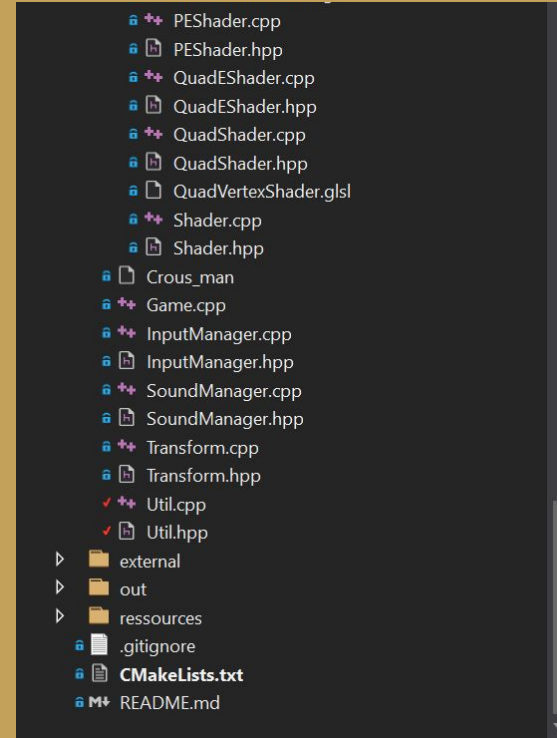 PEShader.cpp
PEShader.hpp
QuadEShader.cpp
QuadEShader.hpp
QuadShader.cpp
QuadShader.hpp
QuadVertexShader.glsl
Shader.cpp
Shader.hpp
Crous_man
Game.cpp
InputManager.cpp
InputManager.hpp
SoundManager.cpp
SoundManager.hpp
Transform.cpp
Transform.hpp
Util.cpp
Util.hpp
external
out
ressources
.gitignore
CMakeLists.txt
README.md